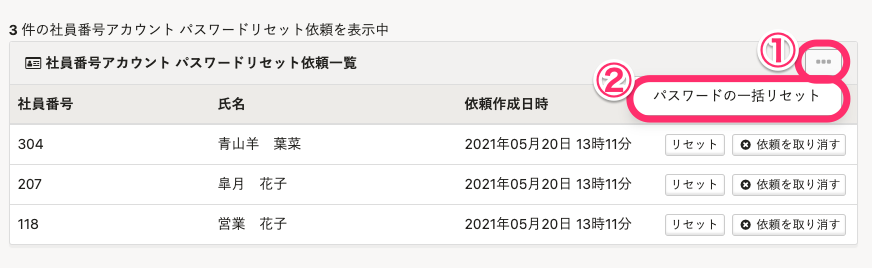 3 件の社員番号アカウント パスワードリセット依頼を表示中
社員番号アカウント パスワードリセット依頼一覧
①
②
パスワードの一括リセット
社員番号 氏名 依頼作成日時
304 青山羊　葉菜 2021年05月20日 13時11分 リセット 依頼を取り消す
207 皐月　花子 2021年05月20日 13時11分 リセット 依頼を取り消す
118 営業　花子 2021年05月20日 13時11分 リセット 依頼を取り消す